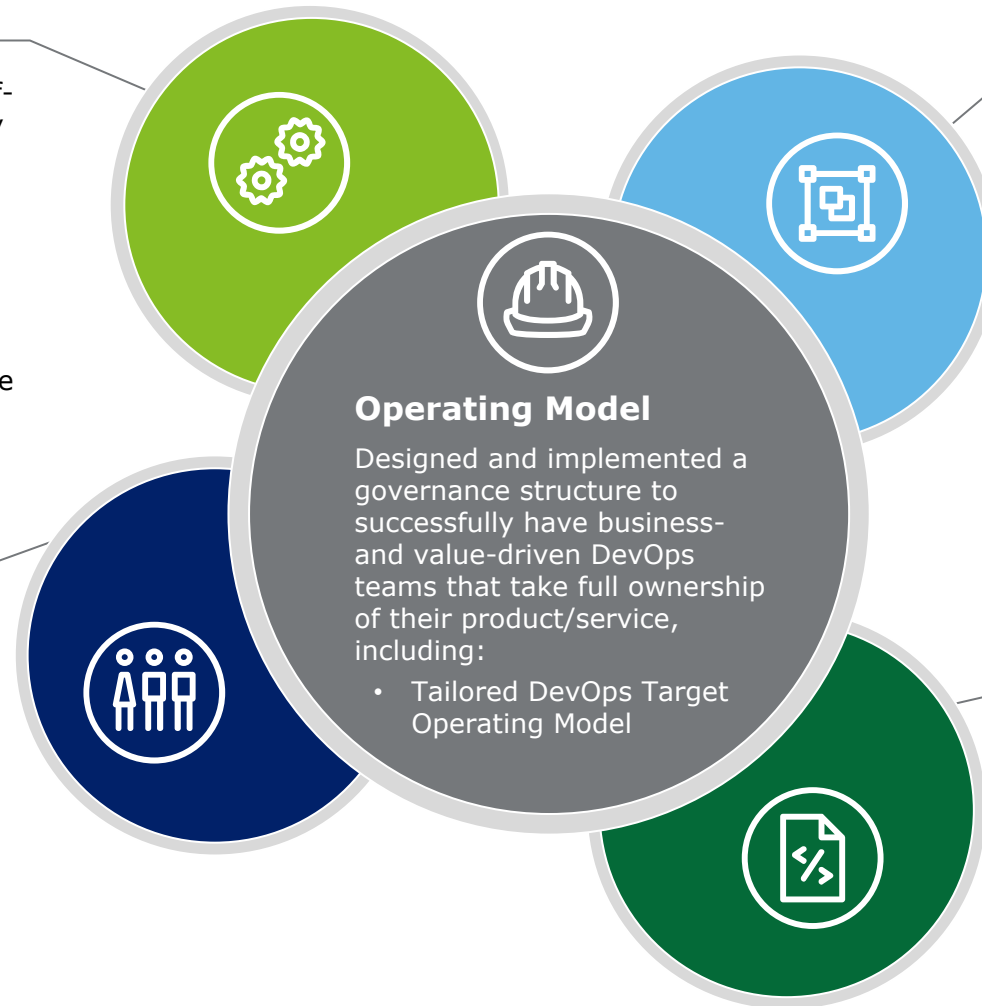 f-
y
e
Operating Model
Designed and implemented a
governance structure to
successfully have business-
and value-driven DevOps
teams that take full ownership
of their product/service,
including:
• Tailored DevOps Target
Operating Model